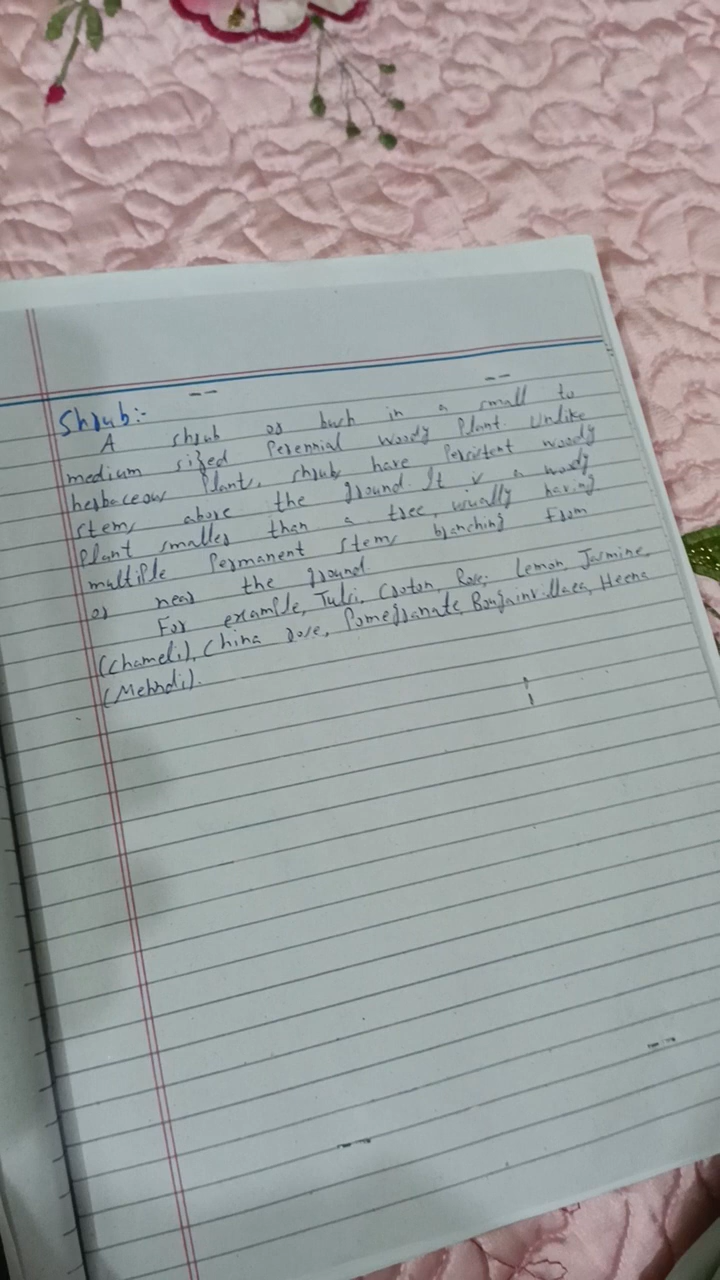 Shrub:-
A shrub or bush in a small to
medium sized Perennial woody Plant. Unlike
herbaceous Plants, shrubs have Persistent woody
stems above the ground. It is a woody
Plant smaller than a tree, usually having
multiple Permanent stems branching From
or near the ground.
For example, Tulsi, Croton, Rose, Lemon Jasmine
(Chameli), China rose, Pomegranate, Bougainvillaea, Heena
(Mehndi).